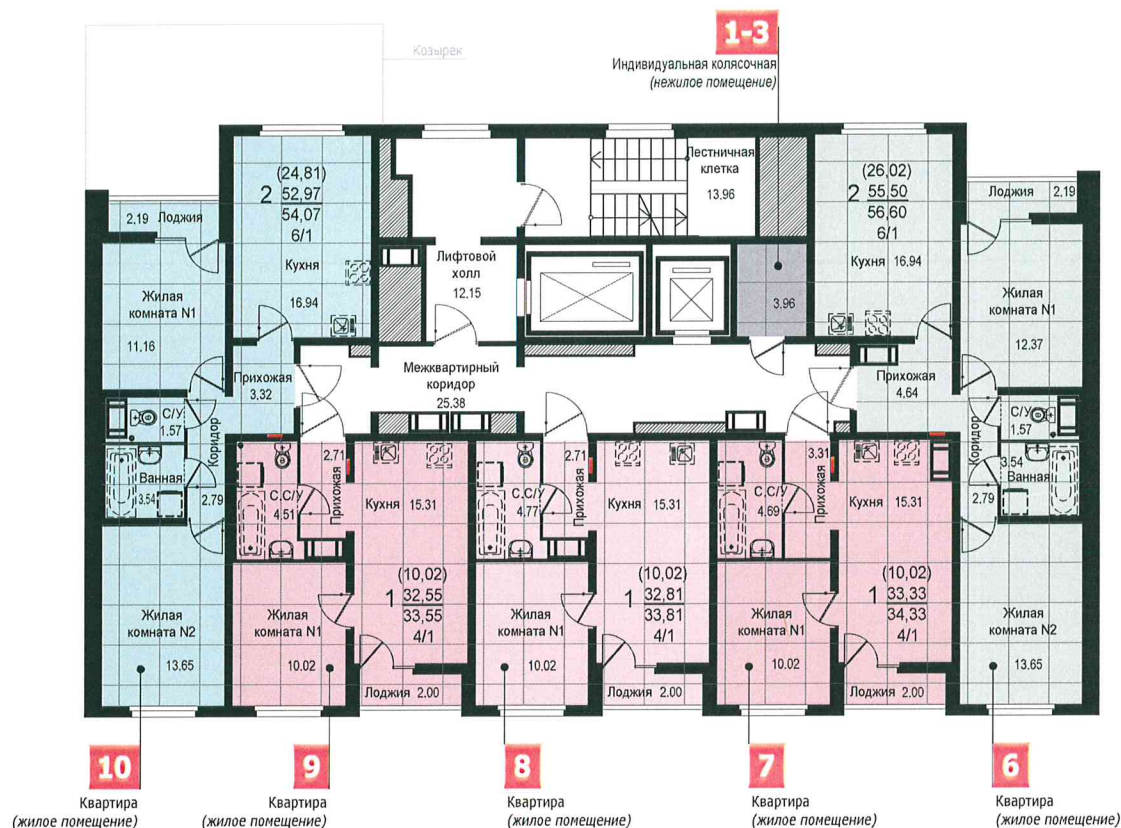 1-3
Индивидуальная колясочная
(нежилое помещение)
Козырек
Лестничная
клетка
13.96
(24,81)
2 52,97
54,07
6/1
Кухня
16.94
2.19 Лоджия
Жилая
комната N1
11.16
Лифтовой
холл
12.15
3.96
(26,02)
2 55,50
56,60
6/1
Кухня 16.94
Лоджия 2.19
Жилая
комната N1
12.37
Прихожая
3.32
Межквартирный
коридор
25.38
Прихожая
4.64
С/У
1.57
Коридор
Ванная
3.54
2.79
2.71
С.С/У
4.51
Прихожая
Кухня 15.31
2.71
С.С/У
4.77
Прихожая
Кухня 15.31
3.31
С.С/У
4.69
Прихожая
Кухня 15.31
С/У
1.57
Коридор
3.54
Ванная
2.79
Жилая
комната N2
13.65
Жилая
комната N1
10.02
(10,02)
1 32,55
33,55
4/1
Лоджия 2.00
Жилая
комната N1
10.02
(10,02)
1 32,81
33,81
4/1
Лоджия 2.00
Жилая
комната N1
10.02
(10,02)
1 33,33
34,33
4/1
Лоджия 2.00
Жилая
комната N2
13.65
10
Квартира
(жилое помещение)
9
Квартира
(жилое помещение)
8
Квартира
(жилое помещение)
7
Квартира
(жилое помещение)
6
Квартира
(жилое помещение)